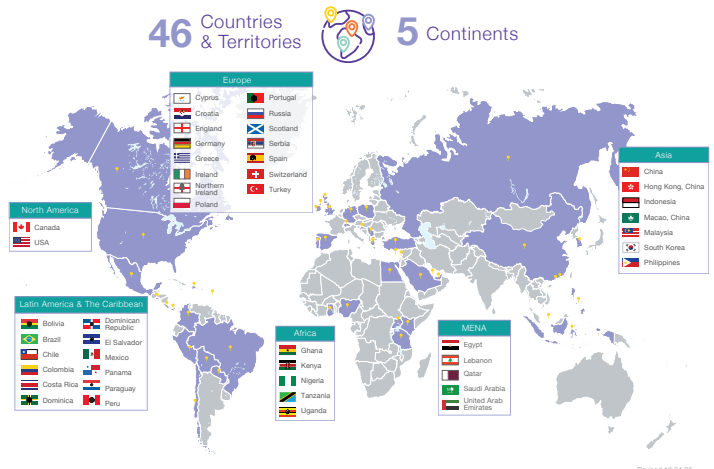 46 Countries
& Territories
5 Continents
Europe
Cyprus
Croatia
England
Germany
Greece
Ireland
Northern
Ireland
Poland
Portugal
Russia
Scotland
Serbia
Spain
Switzerland
Turkey
Asia
China
Hong Kong, China
Indonesia
Macao, China
Malaysia
South Korea
Philippines
North America
Canada
USA
Latin America & The Caribbean
Bolivia
Brazil
Chile
Colombia
Costa Rica
Dominica
Dominican
Republic
El Salvador
Mexico
Panama
Paraguay
Peru
Africa
Ghana
Kenya
Nigeria
Tanzania
Uganda
MENA
Egypt
Lebanon
Qatar
Saudi Arabia
United Arab
Emirates